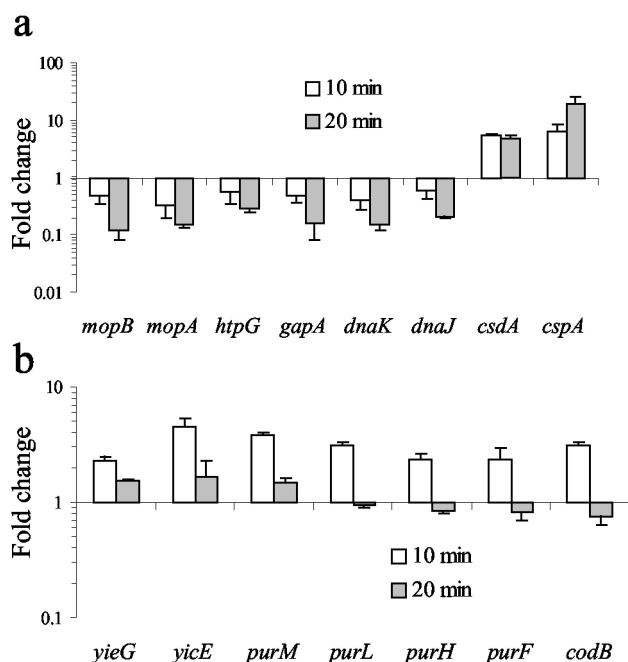 a
Fold change
100
10
1
0.1
0.01
10 min
20 min
mopB mopA htpG gapA dnaK dnaJ csdA cspA
b
Fold change
10
1
0.1
10 min
20 min
yieG yicE purM purL purH purF codB